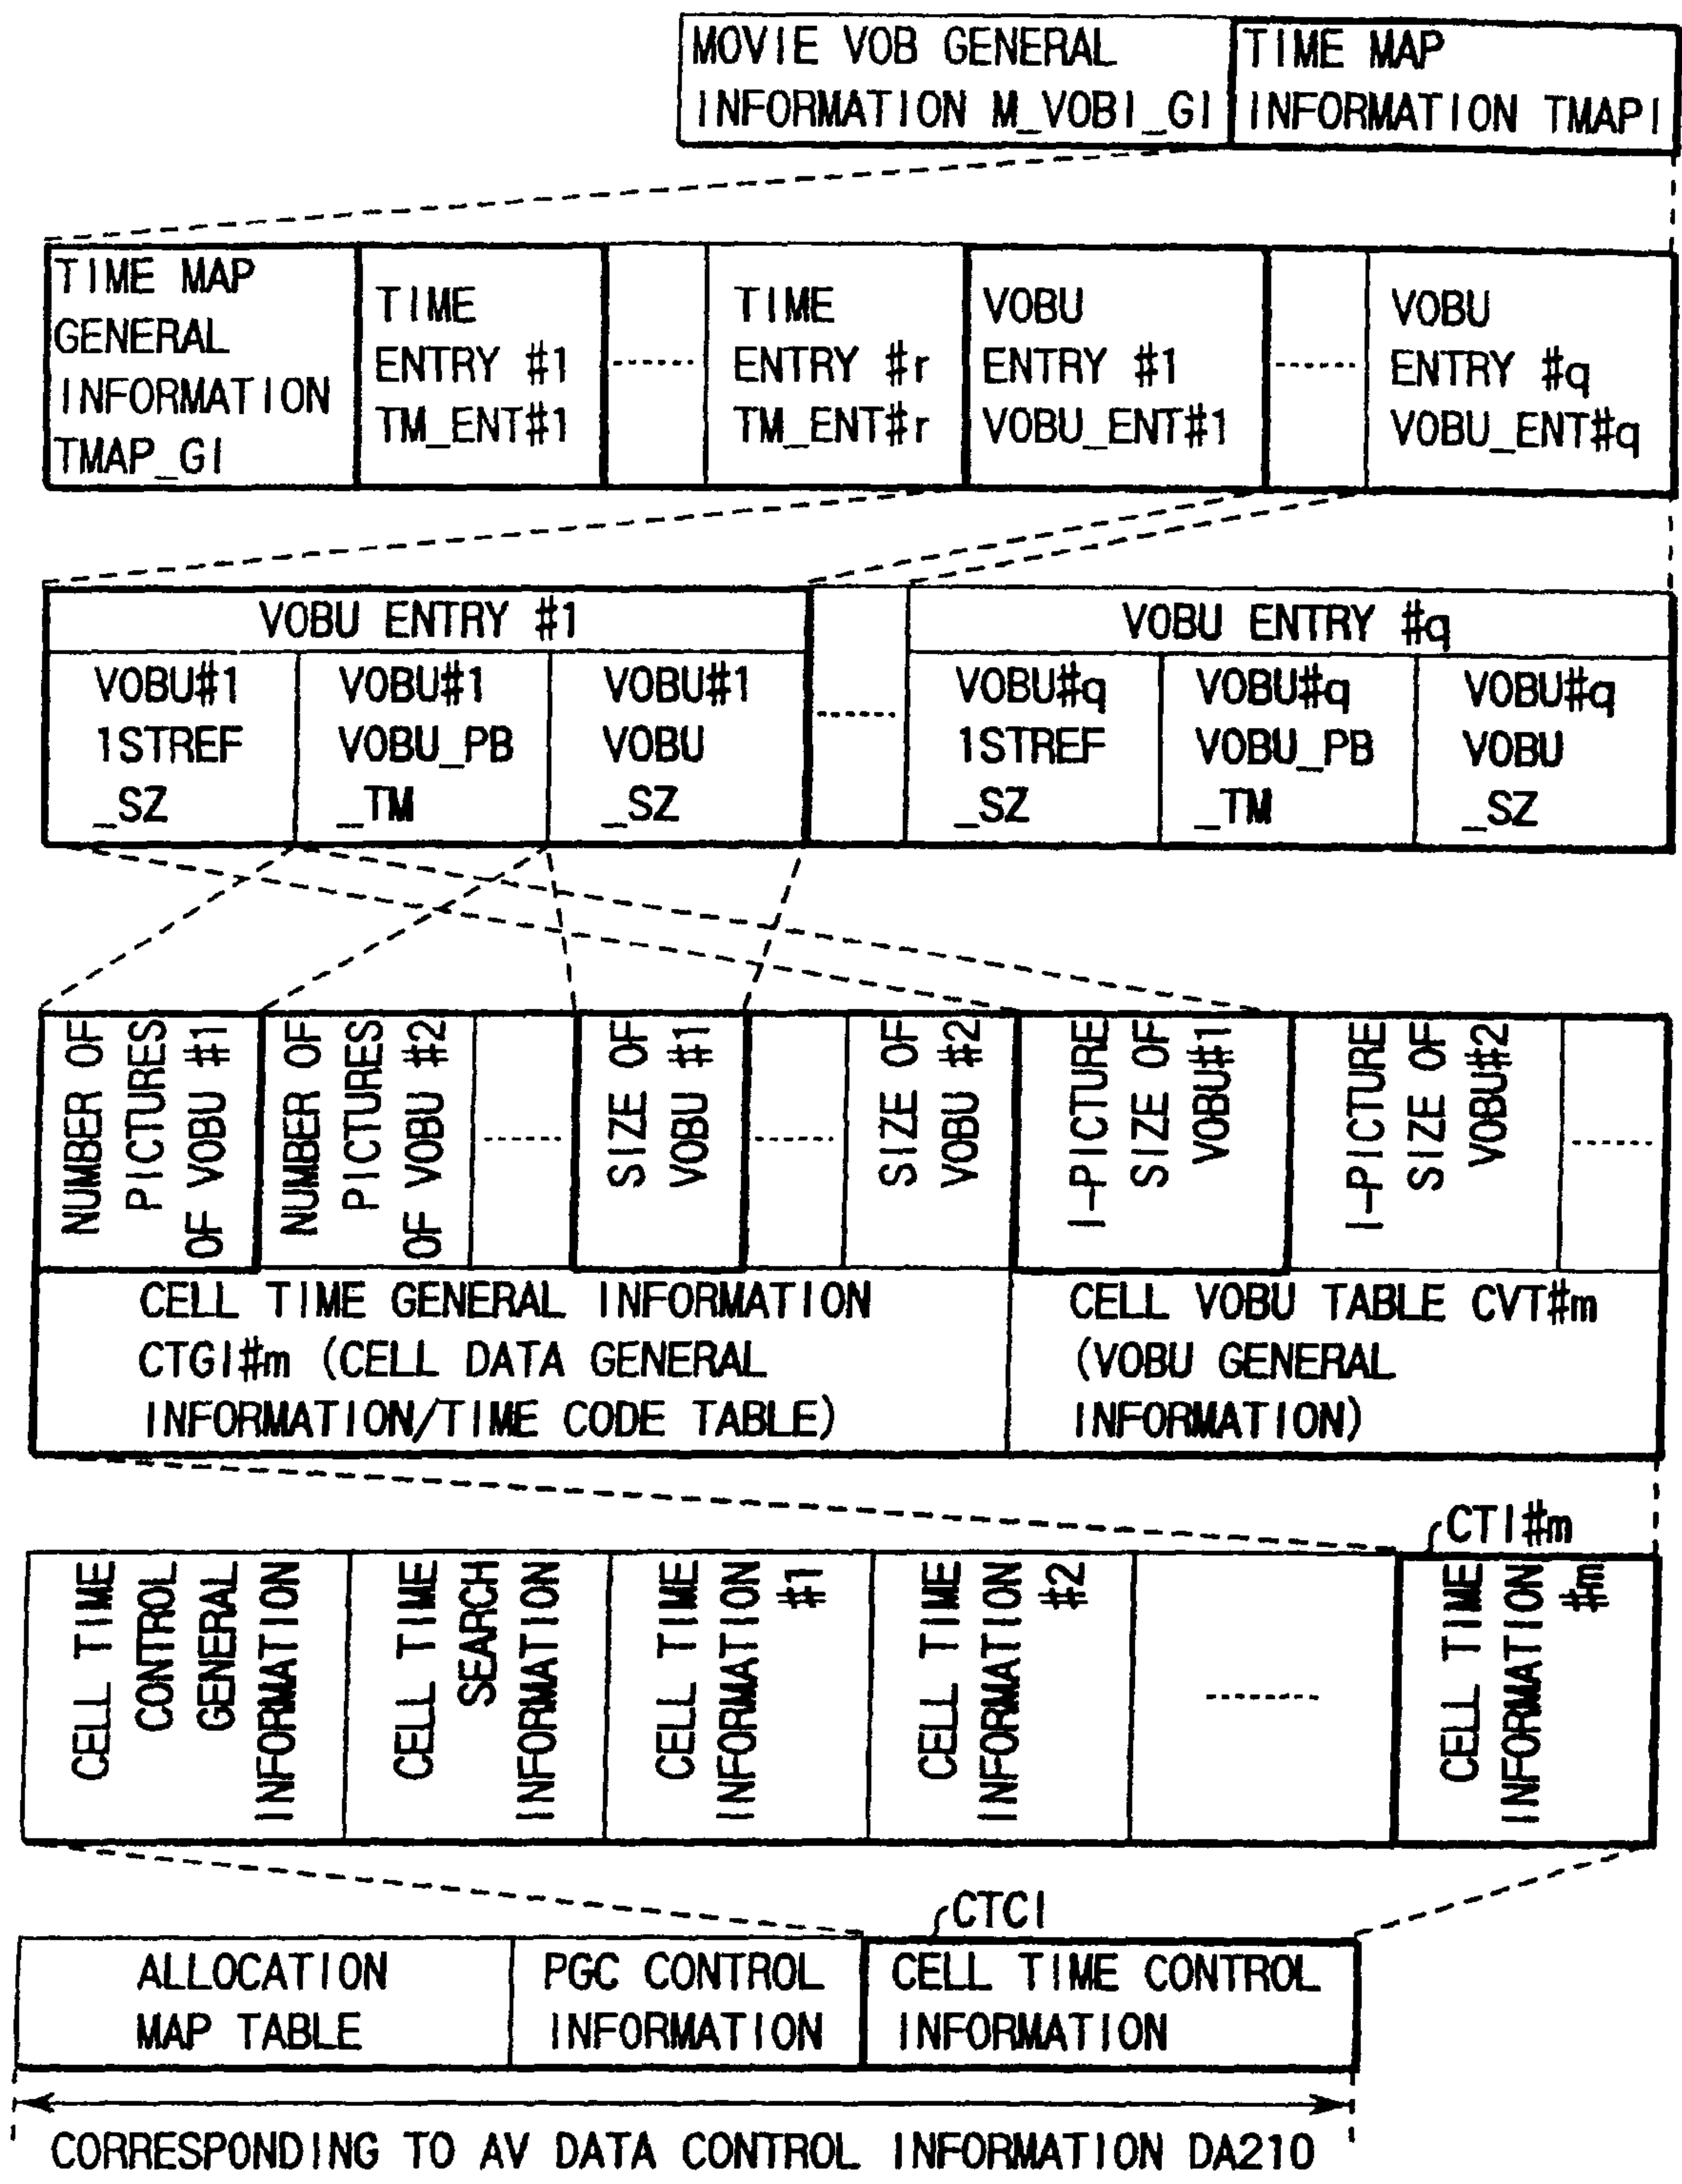 MOVIE VOB GENERAL
INFORMATION M_VOBI_GI
TIME MAP
INFORMATION TMAPI
TIME MAP
GENERAL
INFORMATION
TMAP_GI
TIME
ENTRY #1
TM_ENT#1
TIME
ENTRY #r
TM_ENT#r
VOBU
ENTRY #1
VOBU_ENT#1
VOBU
ENTRY #q
VOBU_ENT#q
VOBU ENTRY #1
VOBU#1
1STREF
_SZ
VOBU#1
VOBU_PB
_TM
VOBU#1
VOBU
_SZ
VOBU ENTRY #q
VOBU#q
1STREF
_SZ
VOBU#q
VOBU_PB
_TM
VOBU#q
VOBU
_SZ
NUMBER OF
PICTURES
OF VOBU #1
NUMBER OF
PICTURES
OF VOBU #2
SIZE OF
VOBU #1
SIZE OF
VOBU #2
I-PICTURE
SIZE OF
VOBU#1
I-PICTURE
SIZE OF
VOBU#2
CELL TIME GENERAL INFORMATION
CTGI#m (CELL DATA GENERAL
INFORMATION/TIME CODE TABLE)
CELL VOBU TABLE CVT#m
(VOBU GENERAL
INFORMATION)
CTI#m
CELL TIME
CONTROL
GENERAL
INFORMATION
CELL TIME
SEARCH
INFORMATION
CELL TIME
INFORMATION
#1
CELL TIME
INFORMATION
#2
CELL TIME
INFORMATION
#m
CTCI
ALLOCATION
MAP TABLE
PGC CONTROL
INFORMATION
CELL TIME CONTROL
INFORMATION
CORRESPONDING TO AV DATA CONTROL INFORMATION DA210